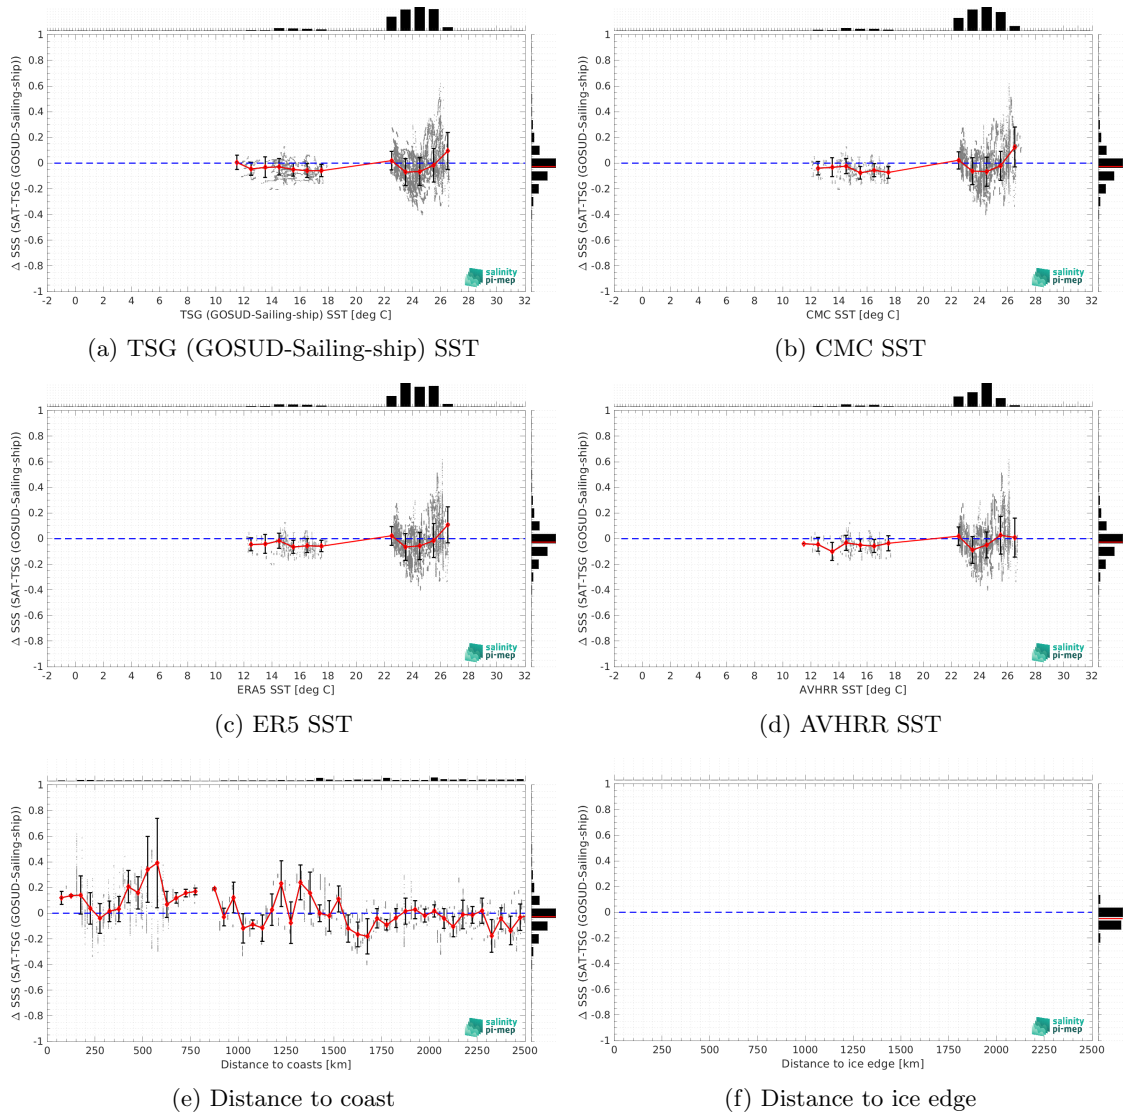 1
0.8
0.6
0.4
0.2
0
-0.2
-0.4
-0.6
-0.8
-1
Δ SSS (SAT-TSG (GOSUD-Sailing-ship))
-2 0 2 4 6 8 10 12 14 16 18 20 22 24 26 28 30 32
TSG (GOSUD-Sailing-ship) SST [deg C]
salinity
pi-mep
(a) TSG (GOSUD-Sailing-ship) SST
1
0.8
0.6
0.4
0.2
0
-0.2
-0.4
-0.6
-0.8
-1
Δ SSS (SAT-TSG (GOSUD-Sailing-ship))
-2 0 2 4 6 8 10 12 14 16 18 20 22 24 26 28 30 32
CMC SST [deg C]
salinity
pi-mep
(b) CMC SST
1
0.8
0.6
0.4
0.2
0
-0.2
-0.4
-0.6
-0.8
-1
Δ SSS (SAT-TSG (GOSUD-Sailing-ship))
-2 0 2 4 6 8 10 12 14 16 18 20 22 24 26 28 30 32
ERA5 SST [deg C]
salinity
pi-mep
(c) ER5 SST
1
0.8
0.6
0.4
0.2
0
-0.2
-0.4
-0.6
-0.8
-1
Δ SSS (SAT-TSG (GOSUD-Sailing-ship))
-2 0 2 4 6 8 10 12 14 16 18 20 22 24 26 28 30 32
AVHRR SST [deg C]
salinity
pi-mep
(d) AVHRR SST
1
0.8
0.6
0.4
0.2
0
-0.2
-0.4
-0.6
-0.8
-1
Δ SSS (SAT-TSG (GOSUD-Sailing-ship))
0 250 500 750 1000 1250 1500 1750 2000 2250 2500
Distance to coasts [km]
salinity
pi-mep
(e) Distance to coast
1
0.8
0.6
0.4
0.2
0
-0.2
-0.4
-0.6
-0.8
-1
Δ SSS (SAT-TSG (GOSUD-Sailing-ship))
0 250 500 750 1000 1250 1500 1750 2000 2250 2500
Distance to ice edge [km]
salinity
pi-mep
(f) Distance to ice edge